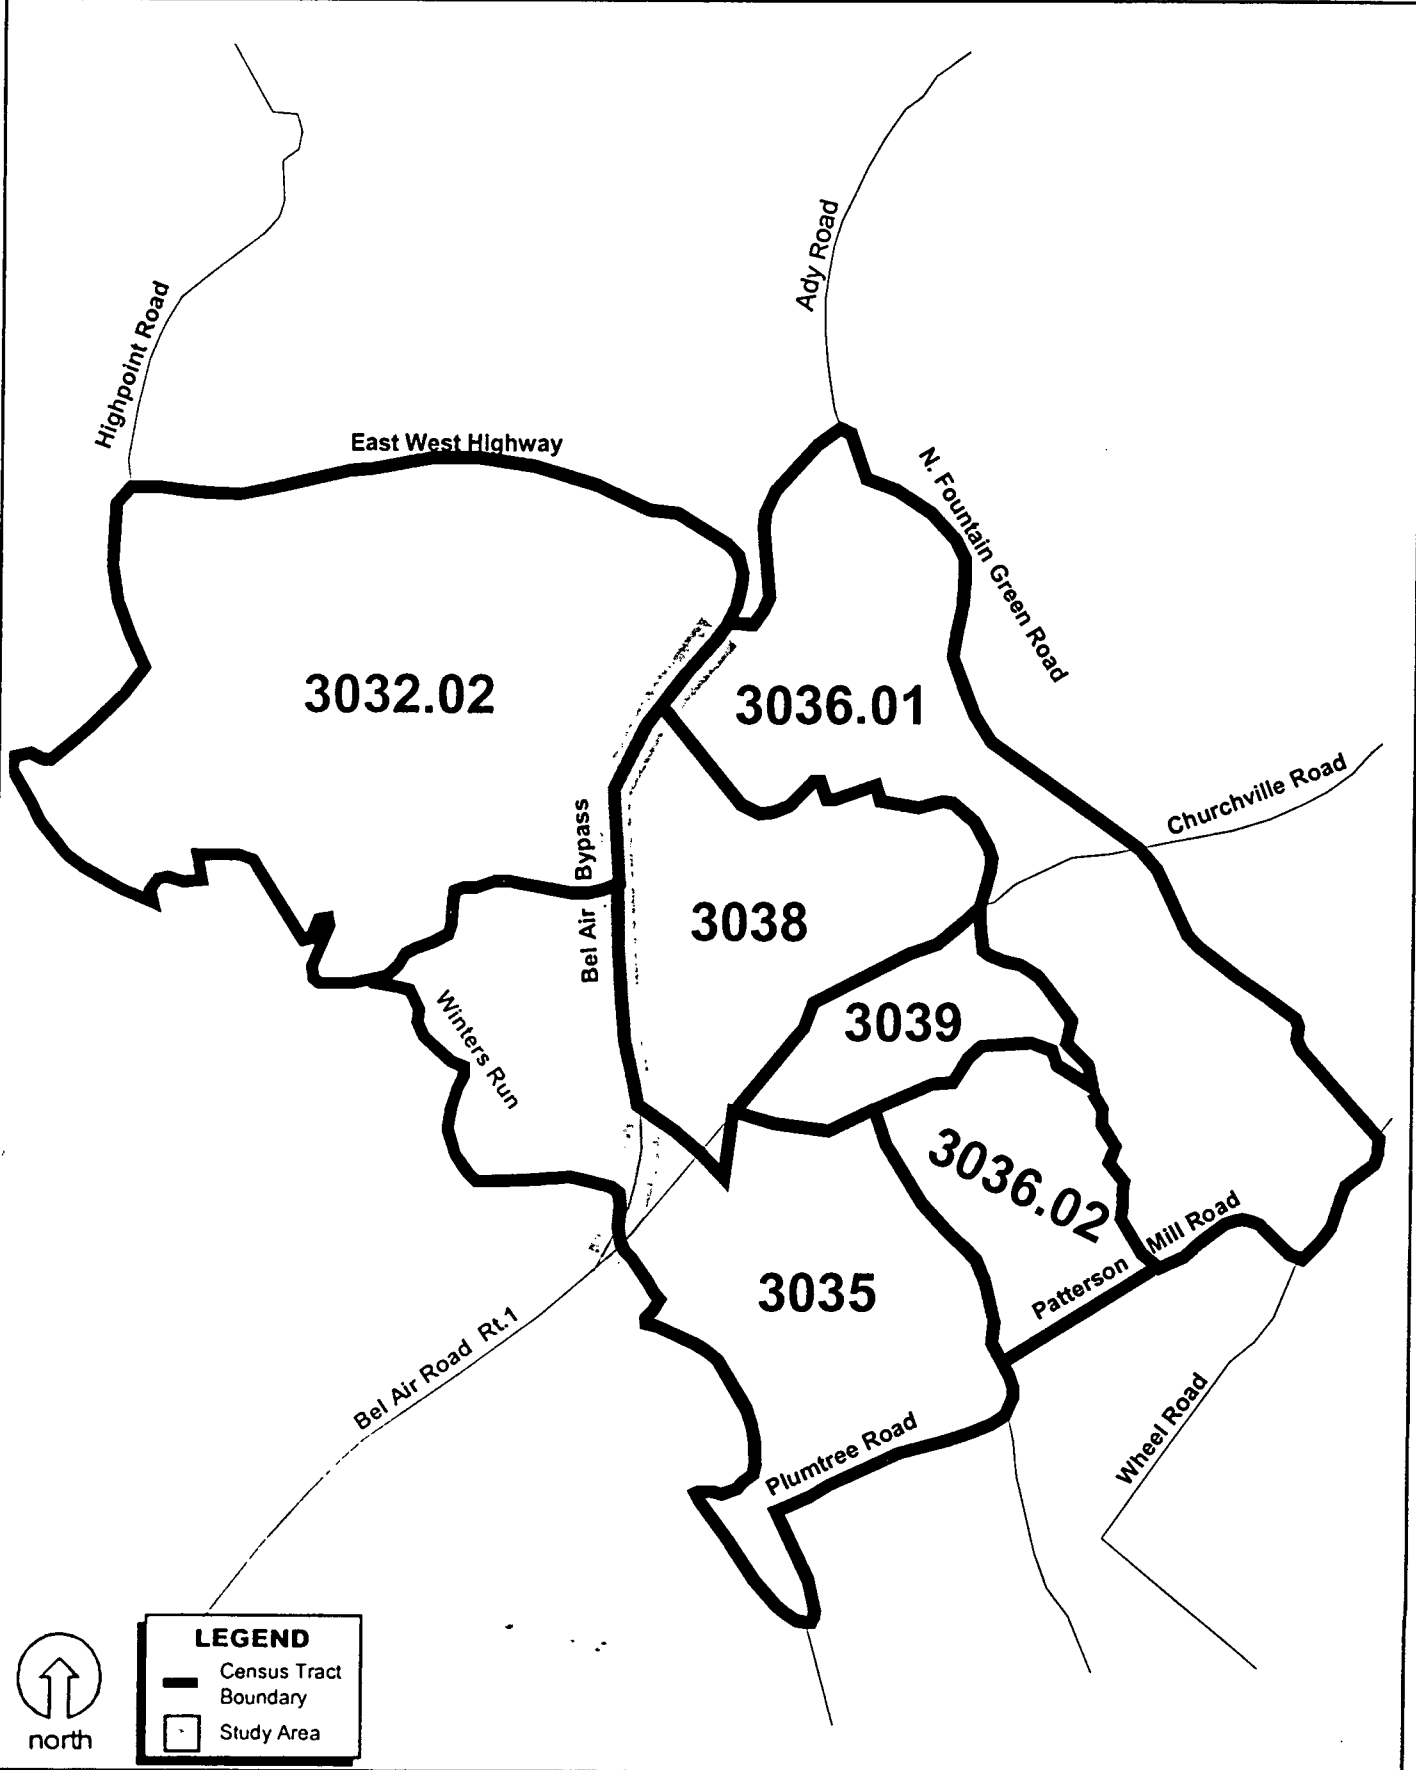 Ady Road
Highpoint Road
East West Highway
N. Fountain Green Road
3032.02
3036.01
Churchville Road
Bel Air Bypass
3038
3039
Winters Run
3036.02
Patterson Mill Road
3035
Bel Air Road Rt.1
Wheel Road
Plumtree Road
LEGEND
Census Tract
Boundary
Study Area
north